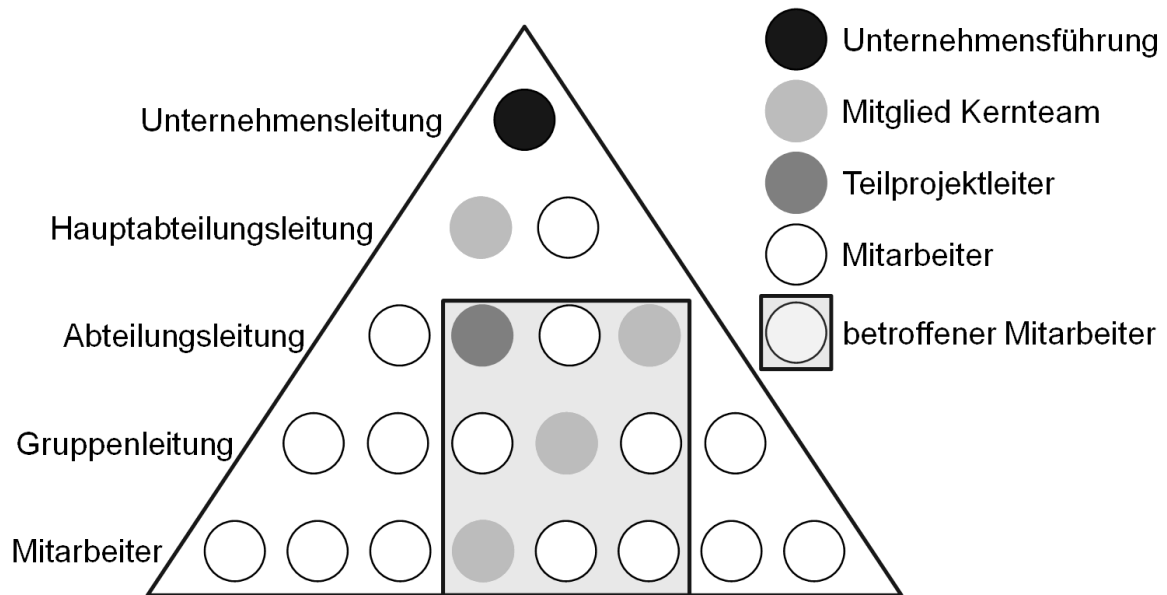 Unternehmensleitung
Hauptabteilungsleitung
Abteilungsleitung
Gruppenleitung
Mitarbeiter
Unternehmensführung
Mitglied Kernteam
Teilprojektleiter
Mitarbeiter
betroffener Mitarbeiter